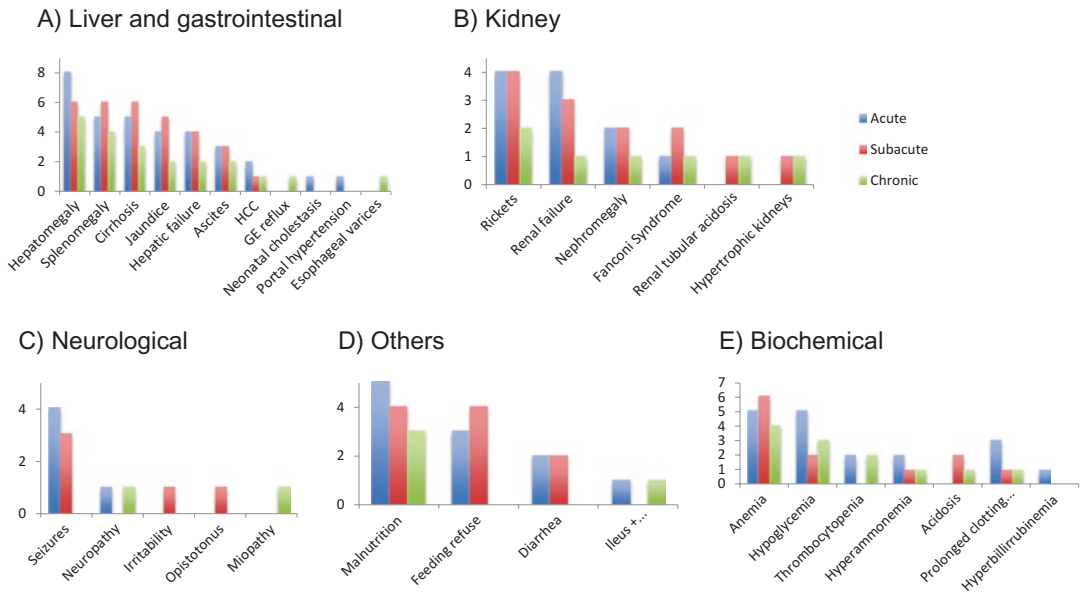 A) Liver and gastrointestinal
8
6
4
2
0
Hepatomegaly
Splenomegaly
Cirrhosis
Jaundice
Hepatic failure
Ascites
HCC
GE reflux
Neonatal cholestasis
Portal hypertension
Esophageal varices
B) Kidney
4
3
2
1
0
Rickets
Renal failure
Nephromegaly
Fanconi Syndrome
Renal tubular acidosis
Hypertrophic kidneys
Acute
Subacute
Chronic
C) Neurological
4
2
0
Seizures
Neuropathy
Irritability
Opistotonus
Miopathy
D) Others
4
2
0
Malnutrition
Feeding refuse
Diarrhea
Ileus +...
E) Biochemical
7
6
5
4
3
2
1
0
Anemia
Hypoglycemia
Thrombocytopenia
Hyperammonemia
Acidosis
Prolonged clotting...
Hyperbillirrubinemia